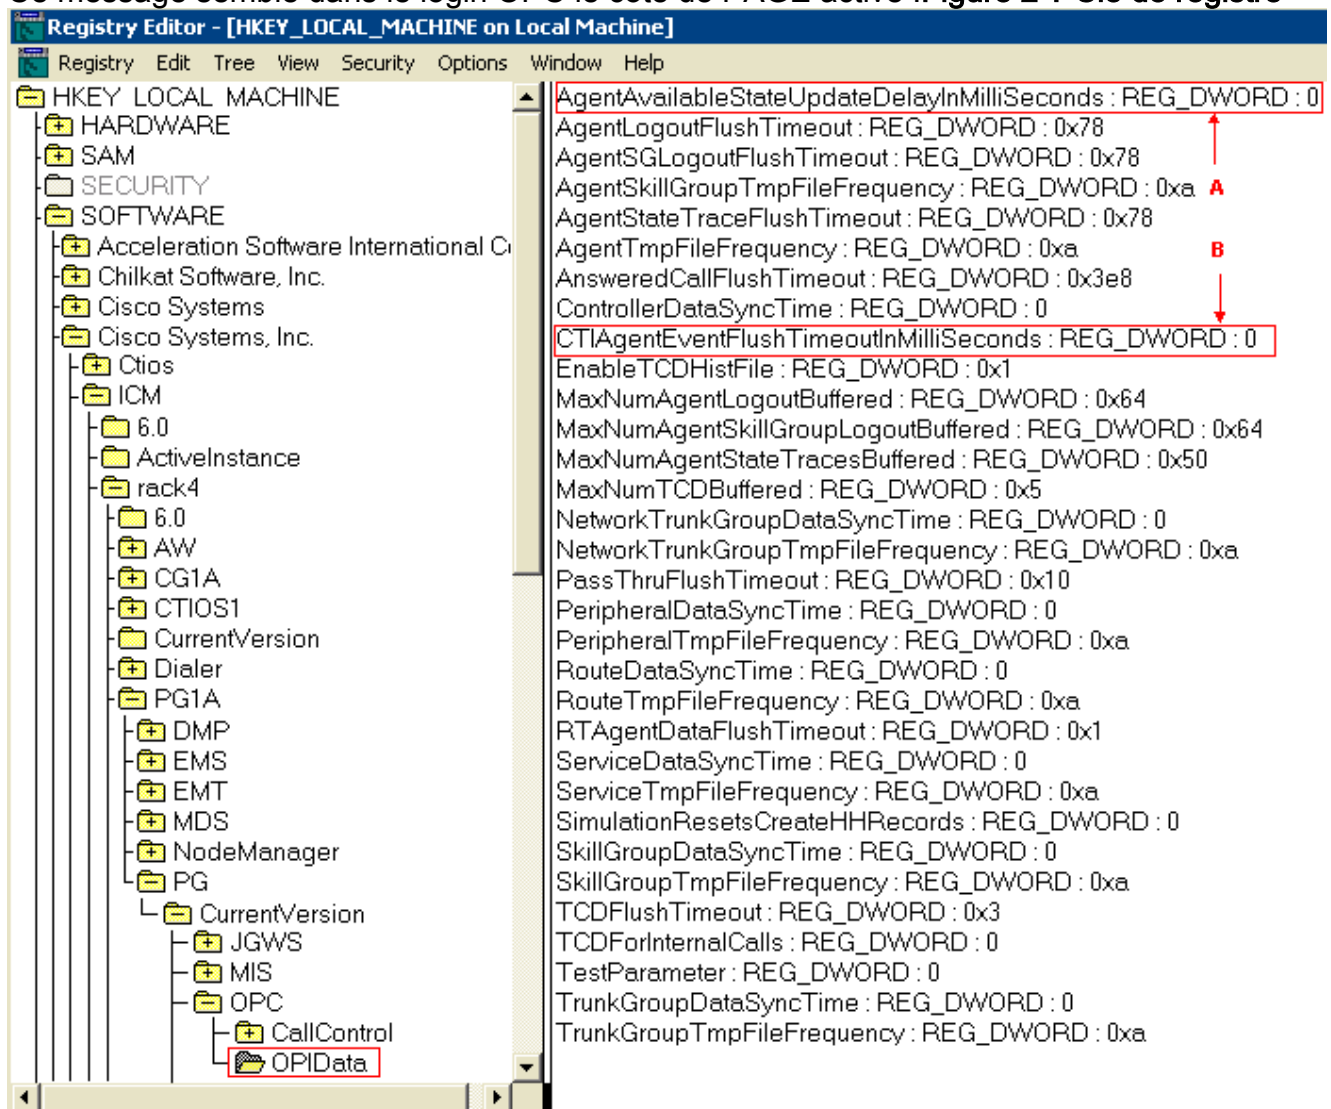 Registry Editor - [HKEY_LOCAL_MACHINE on Local Machine]
Registry Edit Tree View Security Options Window Help
HKEY_LOCAL_MACHINE
HARDWARE
SAM
SECURITY
SOFTWARE
Acceleration Software International C
Chilkat Software, Inc.
Cisco Systems
Cisco Systems, Inc.
Ctios
ICM
6.0
ActiveInstance
rack4
6.0
AW
CG1A
CTIOS1
CurrentVersion
Dialer
PG1A
DMP
EMS
EMT
MDS
NodeManager
PG
CurrentVersion
JGWS
MIS
OPC
CallControl
OPIData
AgentAvailableStateUpdateDelayInMilliSeconds : REG_DWORD : 0
AgentLogoutFlushTimeout : REG_DWORD : 0x78
AgentSGLogoutFlushTimeout : REG_DWORD : 0x78
AgentSkillGroupTmpFileFrequency : REG_DWORD : 0xa
A
AgentStateTraceFlushTimeout : REG_DWORD : 0x78
AgentTmpFileFrequency : REG_DWORD : 0xa
B
AnsweredCallFlushTimeout : REG_DWORD : 0x3e8
ControllerDataSyncTime : REG_DWORD : 0
CTIAgentEventFlushTimeoutInMilliSeconds : REG_DWORD : 0
EnableTCDHistFile : REG_DWORD : 0x1
MaxNumAgentLogoutBuffered : REG_DWORD : 0x64
MaxNumAgentSkillGroupLogoutBuffered : REG_DWORD : 0x64
MaxNumAgentStateTracesBuffered : REG_DWORD : 0x50
MaxNumTCDBuffered : REG_DWORD : 0x5
NetworkTrunkGroupDataSyncTime : REG_DWORD : 0
NetworkTrunkGroupTmpFileFrequency : REG_DWORD : 0xa
PassThruFlushTimeout : REG_DWORD : 0x10
PeripheralDataSyncTime : REG_DWORD : 0
PeripheralTmpFileFrequency : REG_DWORD : 0xa
RouteDataSyncTime : REG_DWORD : 0
RouteTmpFileFrequency : REG_DWORD : 0xa
RTAgentDataFlushTimeout : REG_DWORD : 0x1
ServiceDataSyncTime : REG_DWORD : 0
ServiceTmpFileFrequency : REG_DWORD : 0xa
SimulationResetsCreateHHRecords : REG_DWORD : 0
SkillGroupDataSyncTime : REG_DWORD : 0
SkillGroupTmpFileFrequency : REG_DWORD : 0xa
TCDFlushTimeout : REG_DWORD : 0x3
TCDForInternalCalls : REG_DWORD : 0
TestParameter : REG_DWORD : 0
TrunkGroupDataSyncTime : REG_DWORD : 0
TrunkGroupTmpFileFrequency : REG_DWORD : 0xa